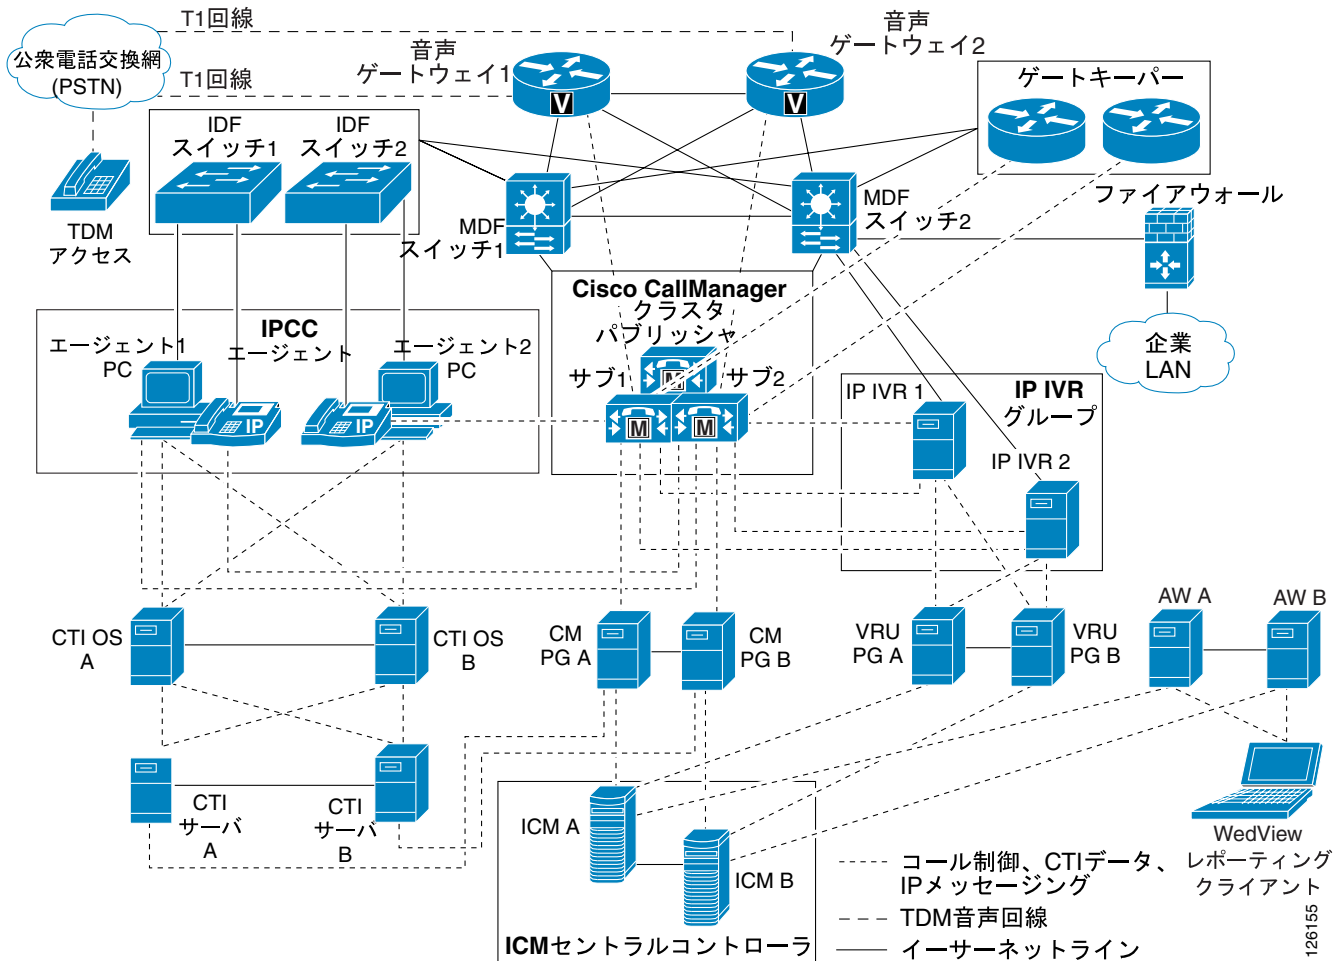 T1回線
公衆電話交換網
(PSTN)
T1回線
音声
ゲートウェイ1
音声
ゲートウェイ2
V
V
ゲートキーパー
IDF
スイッチ1
IDF
スイッチ2
TDM
アクセス
MDF
スイッチ1
MDF
スイッチ2
ファイアウォール
企業
LAN
Cisco CallManager
クラスタ
パブリッシャ
サブ1
サブ2
M
M
M
IPCC
エージェント
エージェント1
PC
エージェント2
PC
IP
IP
IP IVR
グループ
IP IVR 1
IP IVR 2
CTI OS
A
CTI OS
B
CM
PG A
CM
PG B
VRU
PG A
VRU
PG B
AW A
AW B
CTI
サーバ
A
CTI
サーバ
B
ICM A
ICM B
ICMセントラルコントローラ
WedView
レポーティング
クライアント
コール制御、CTIデータ、
IPメッセージング
TDM音声回線
イーサーネットライン
126155